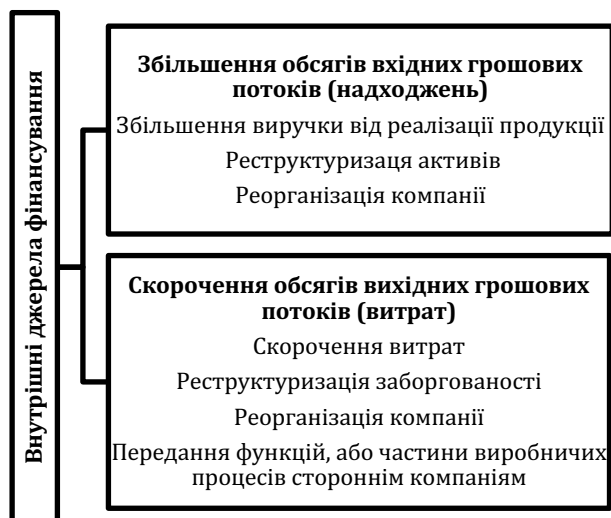 Внутрішні джерела фінансування
Збільшення обсягів вхідних грошових
потоків (надходжень)
Збільшення виручки від реалізації продукції
Реструктуризаця активів
Реорганізація компанії
Скорочення обсягів вихідних грошових
потоків (витрат)
Скорочення витрат
Реструктуризація заборгованості
Реорганізація компанії
Передання функцій, або частини виробничих
процесів стороннім компаніям